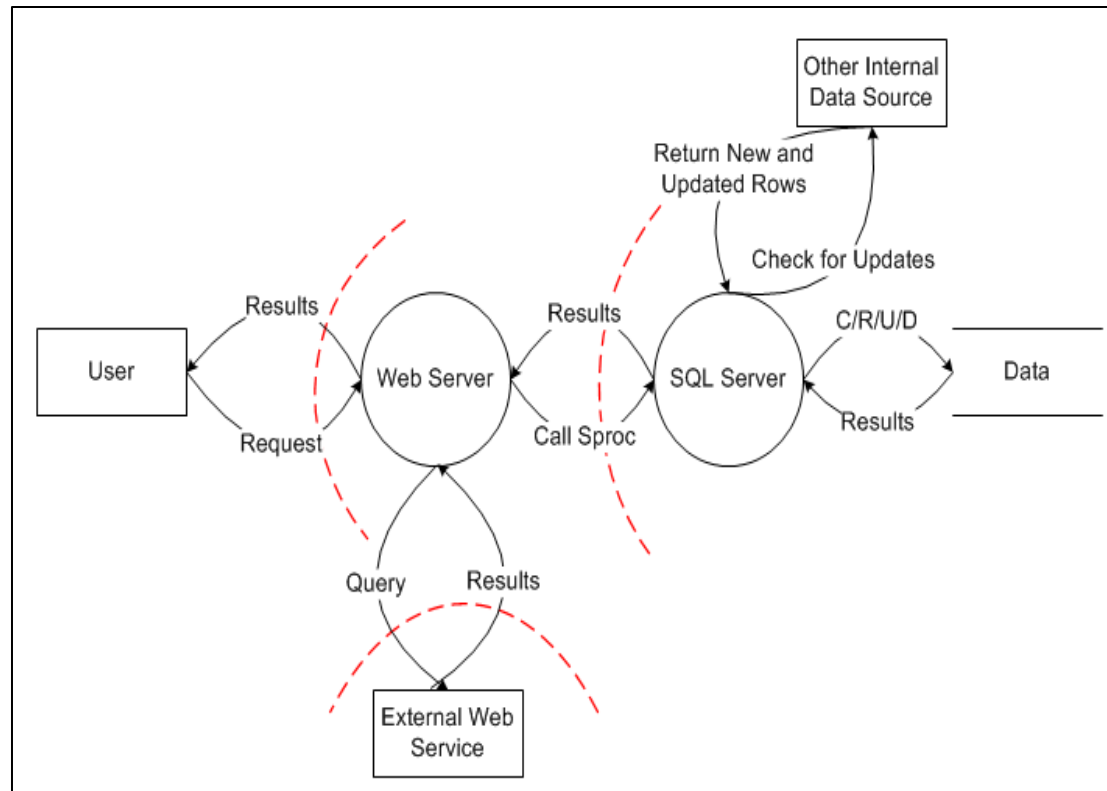 Other Internal
Data Source
Return New and
Updated Rows
Check for Updates
Results
Results
C/R/U/D
User
Web Server
SQL Server
Data
Request
Call Sproc
Results
Query
Results
External Web
Service